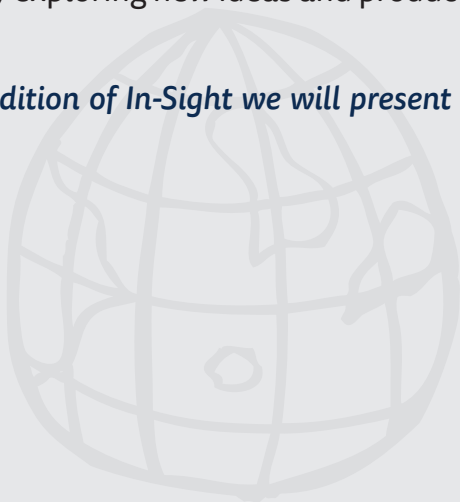 exploring new ideas and
dition of In-Sight we will present